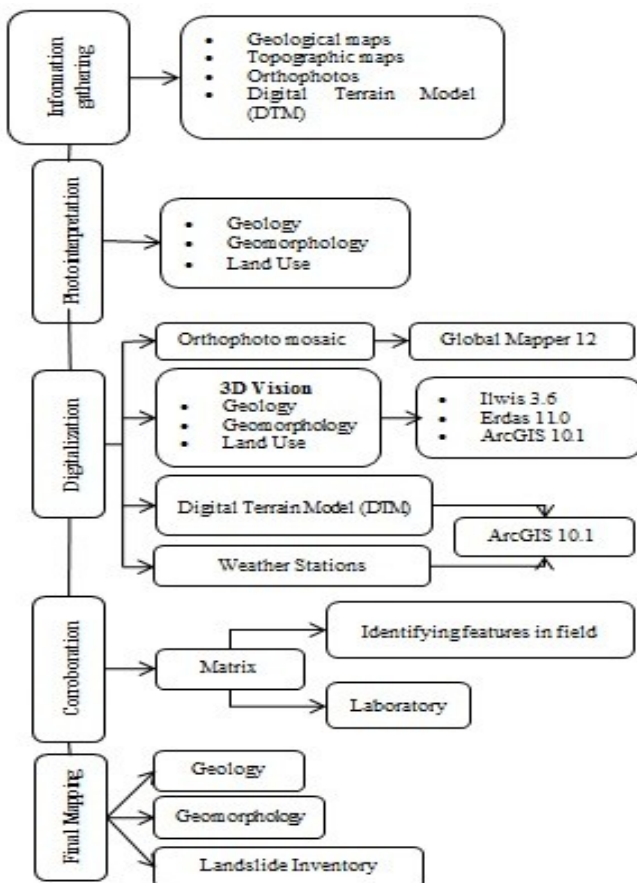 Information
gathering
• Geological maps
• Topographic maps
• Orthophotos
• Digital Terrain Model
(DTM)
Photointerpretation
• Geology
• Geomorphology
• Land Use
Digitalization
Orthophoto mosaic
Global Mapper 12
3D Vision
• Geology
• Geomorphology
• Land Use
• Ilwis 3.6
• Erdas 11.0
• ArcGIS 10.1
Digital Terrain Model (DTM)
ArcGIS 10.1
Weather Stations
Corroboration
Matrix
Identifying features in field
Laboratory
Final Mapping
Geology
Geomorphology
Landslide Inventory